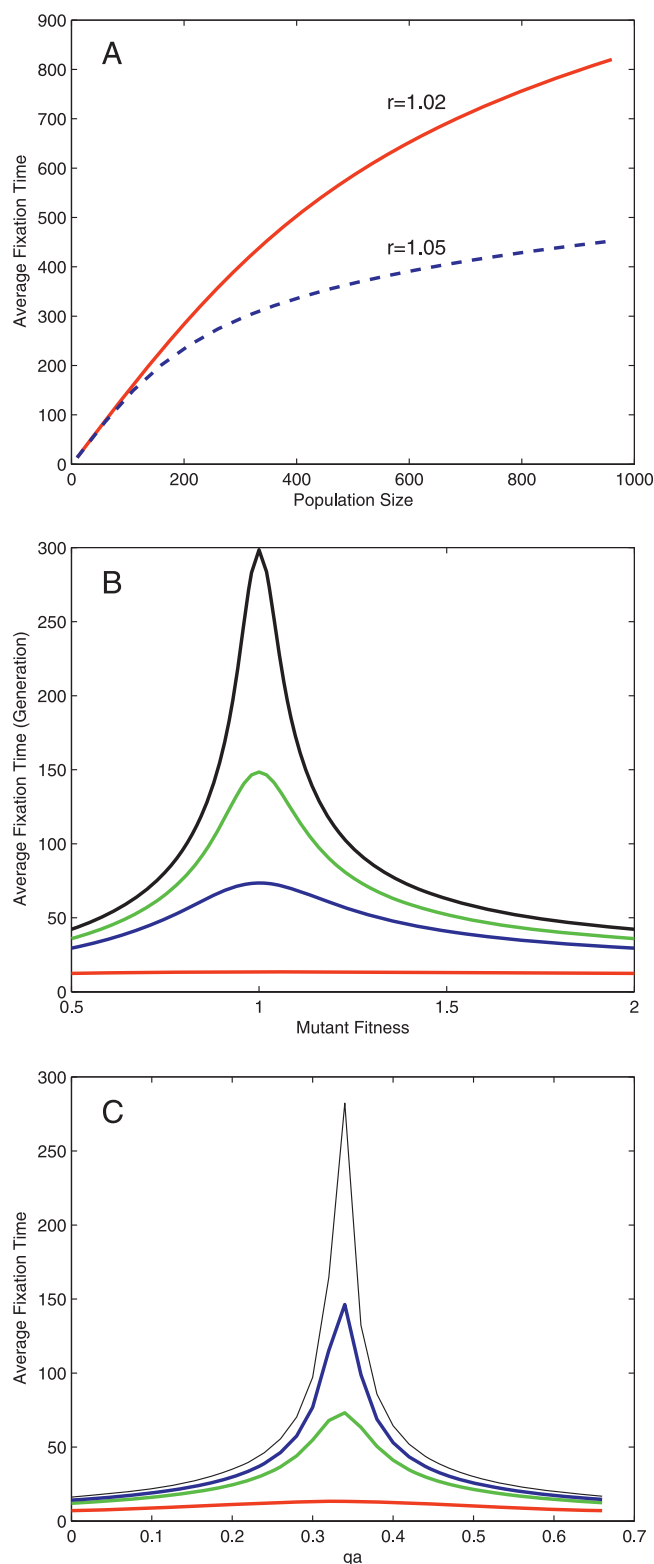 A
900
800
700
600
500
400
300
200
100
0
r=1.02
r=1.05
Average Fixation Time
0 200 400 600 800 1000
Population Size
B
300
250
200
150
100
50
0
Average Fixation Time (Generation)
0.5 1 1.5 2
Mutant Fitness
C
300
250
200
150
100
50
0
Average Fixation Time
0 0.1 0.2 0.3 0.4 0.5 0.6 0.7
qa